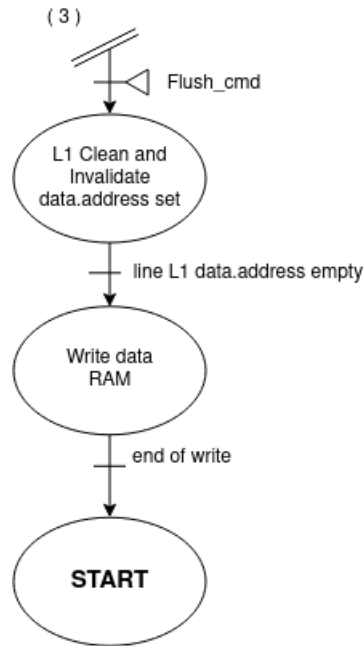 ( 3 )
Flush_cmd
L1 Clean and
Invalidate
data.address set
line L1 data.address empty
Write data
RAM
end of write
START